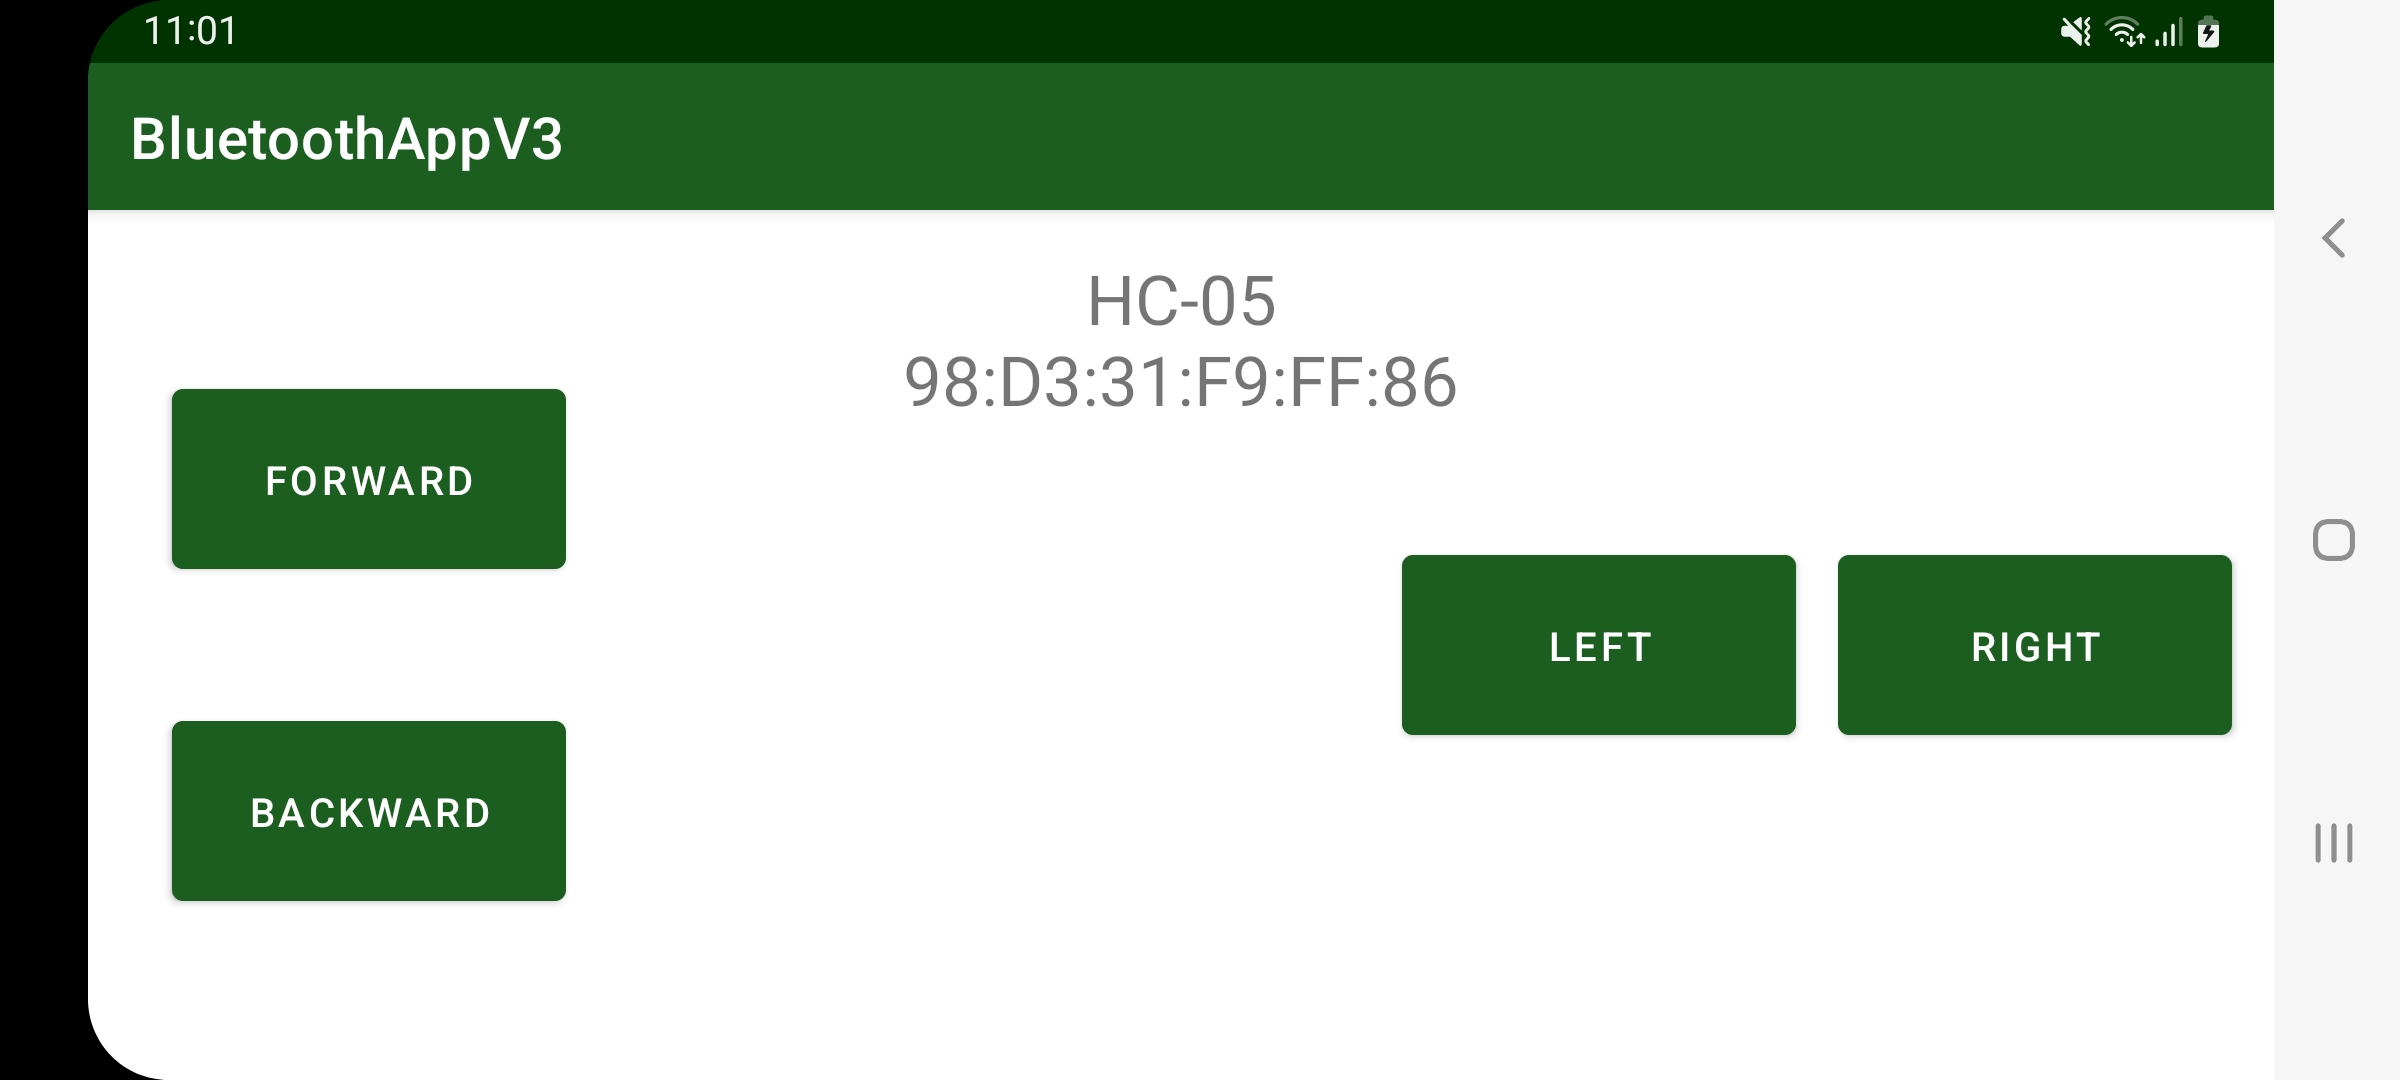 11:01
BluetoothAppV3
HC-05
98:D3:31:F9:FF:86
FORWARD
LEFT
RIGHT
BACKWARD